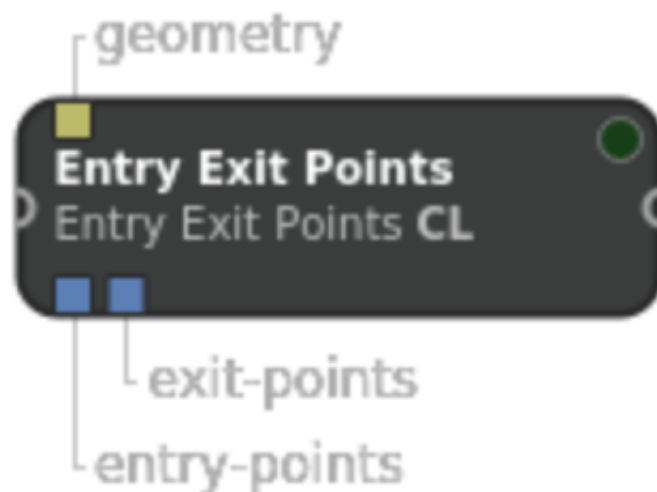 geometry
Entry Exit Points
Entry Exit Points CL
exit-points
entry-points